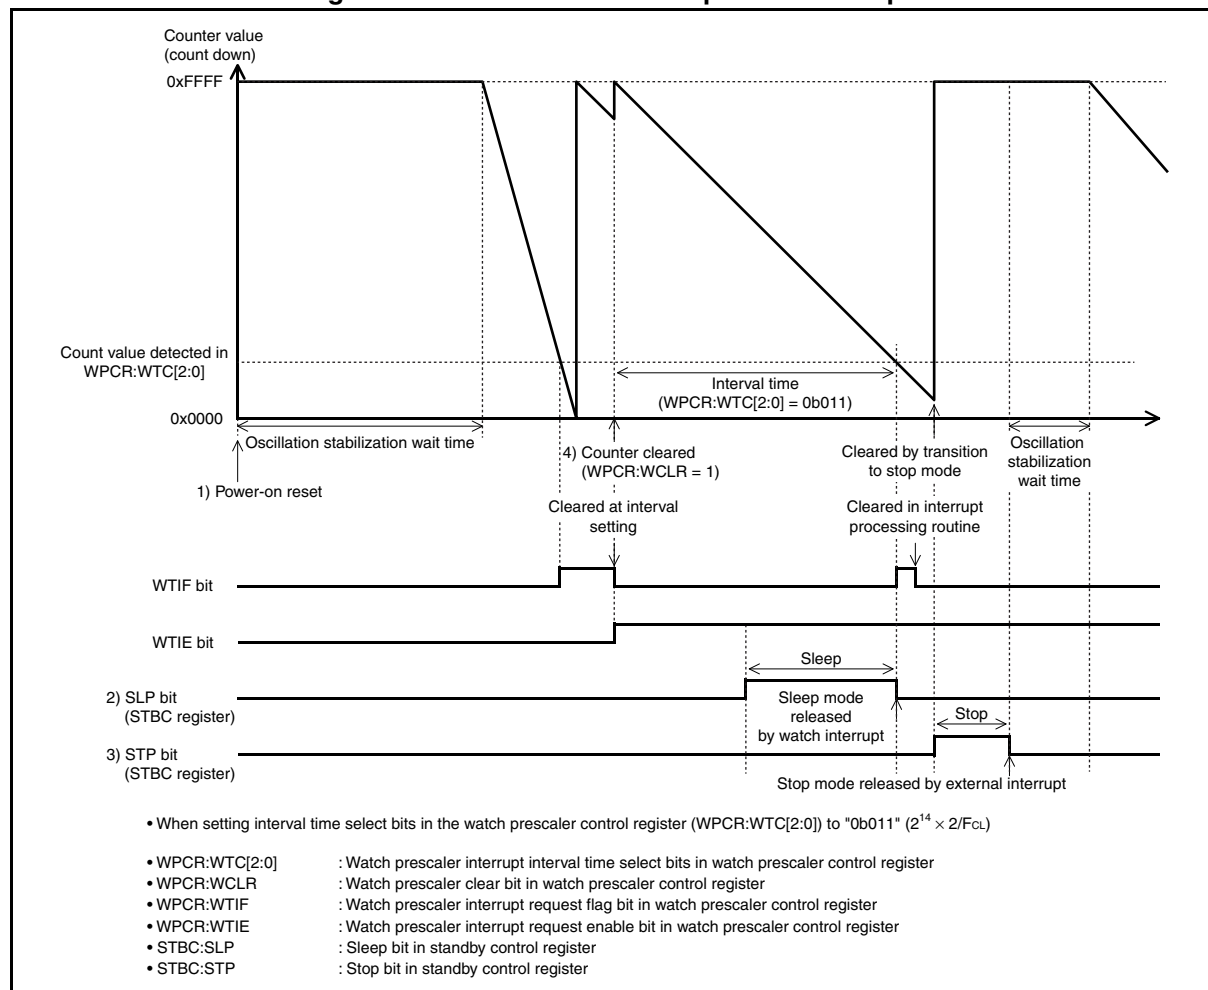 Counter value
(count down)
0xFFFF
Count value detected in
WPCR:WTC[2:0]
Interval time
(WPCR:WTC[2:0] = 0b011)
0x0000
Oscillation stabilization wait time
4) Counter cleared
(WPCR:WCLR = 1)
Cleared by transition
to stop mode
Oscillation
stabilization
wait time
1) Power-on reset
Cleared at interval
setting
Cleared in interrupt
processing routine
WTIF bit
WTIE bit
Sleep
2) SLP bit
(STBC register)
Sleep mode
released
by watch interrupt
Stop
3) STP bit
(STBC register)
Stop mode released by external interrupt
• When setting interval time select bits in the watch prescaler control register (WPCR:WTC[2:0]) to "0b011" (2¹⁴ × 2/FCL)
• WPCR:WTC[2:0] : Watch prescaler interrupt interval time select bits in watch prescaler control register
• WPCR:WCLR : Watch prescaler clear bit in watch prescaler control register
• WPCR:WTIF : Watch prescaler interrupt request flag bit in watch prescaler control register
• WPCR:WTIE : Watch prescaler interrupt request enable bit in watch prescaler control register
• STBC:SLP : Sleep bit in standby control register
• STBC:STP : Stop bit in standby control register